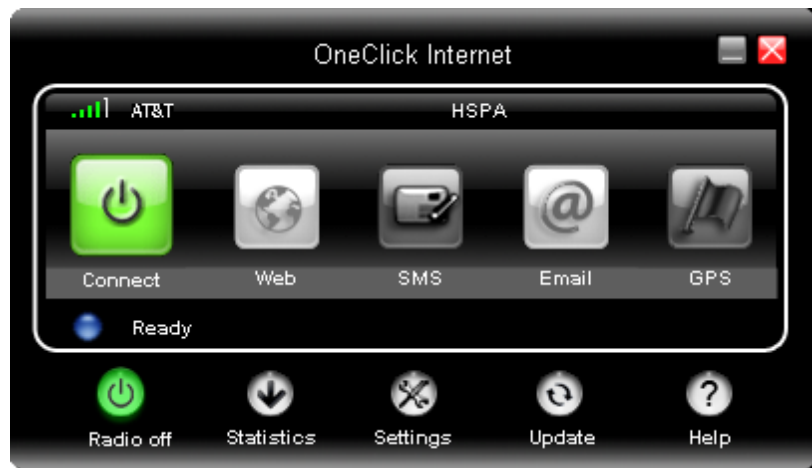 OneClick Internet
AT&T HSPA
Connect Web SMS Email GPS
Ready
Radio off Statistics Settings Update Help